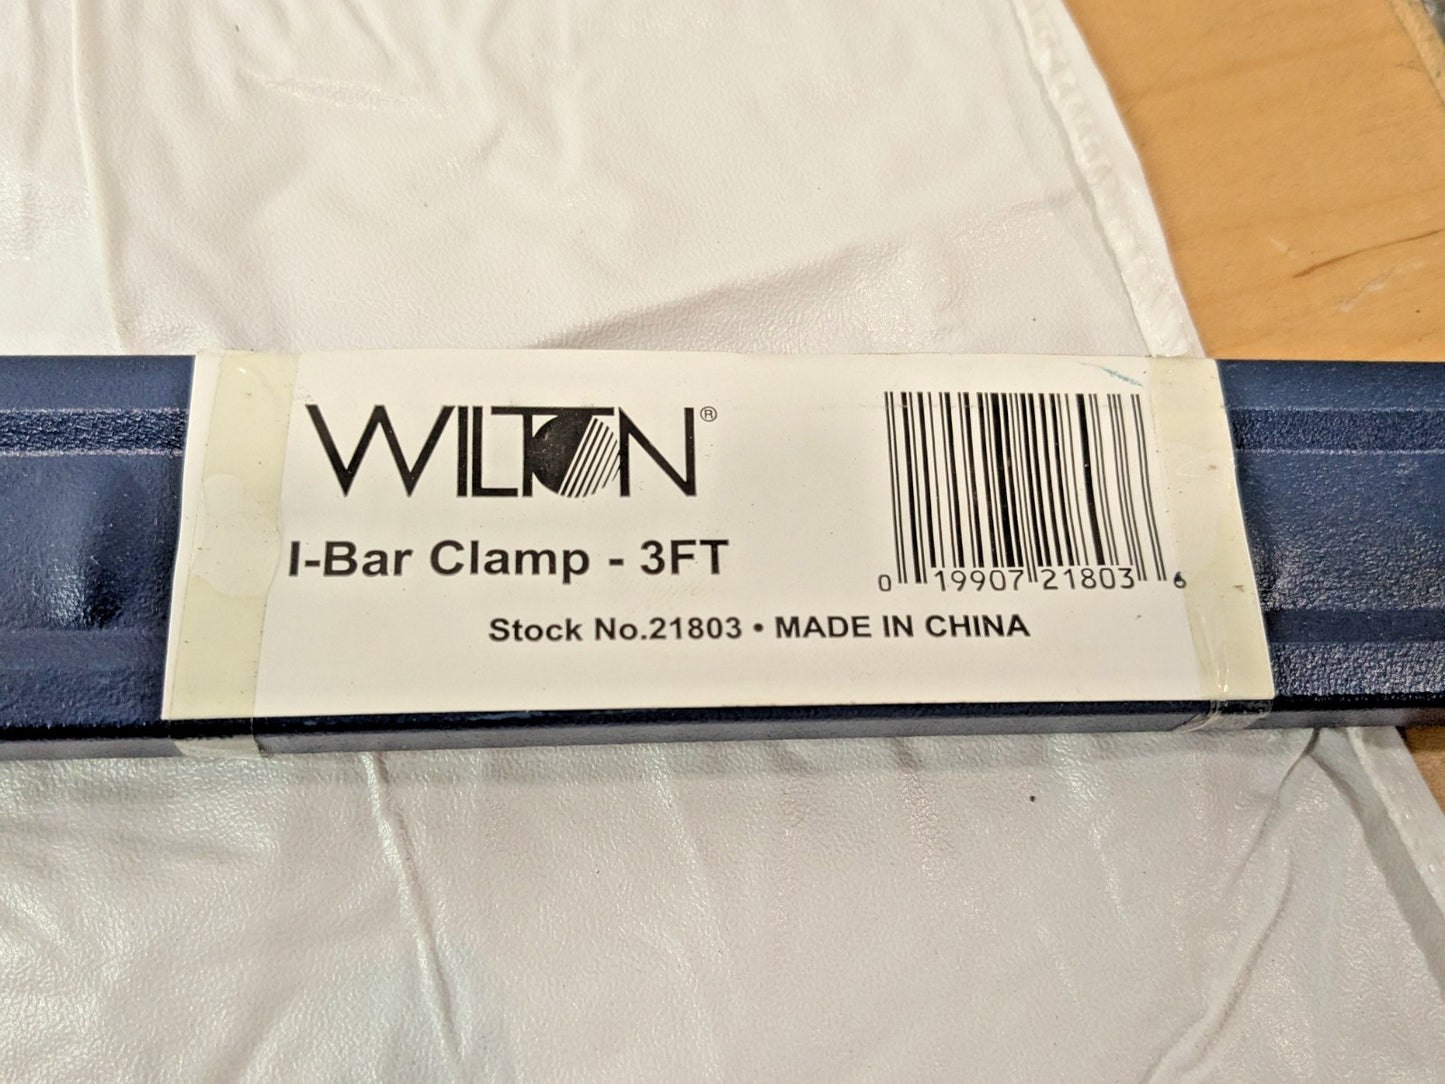 WILTON®
I-Bar Clamp - 3FT
Stock No.21803 • MADE IN CHINA
0 19907 21803 6